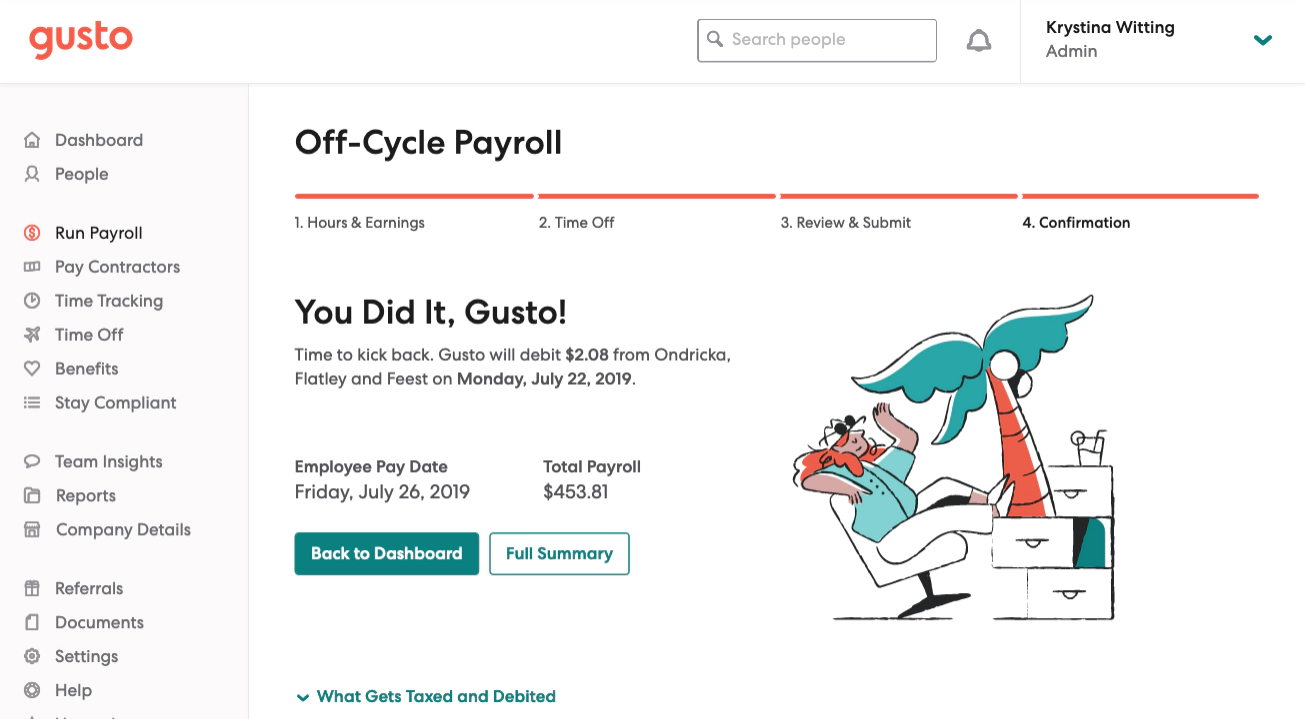 gusto
Search people
Krystina Witting
Admin
Dashboard
People
Run Payroll
Pay Contractors
Time Tracking
Time Off
Benefits
Stay Compliant
Team Insights
Reports
Company Details
Referrals
Documents
Settings
Help
Off-Cycle Payroll
1. Hours & Earnings
2. Time Off
3. Review & Submit
4. Confirmation
You Did It, Gusto!
Time to kick back. Gusto will debit $2.08 from Ondricka,
Flatley and Feest on Monday, July 22, 2019.
Employee Pay Date
Friday, July 26, 2019
Total Payroll
$453.81
Back to Dashboard
Full Summary
What Gets Taxed and Debited